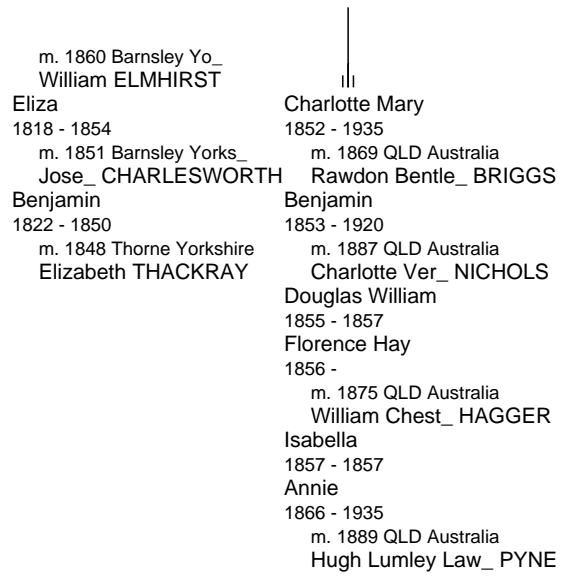 m. 1860 Barnsley Yo_
William ELMHIRST
Eliza
1818 - 1854
m. 1851 Barnsley Yorks_
Jose_ CHARLESWORTH
Benjamin
1822 - 1850
m. 1848 Thorne Yorkshire
Elizabeth THACKRAY
Charlotte Mary
1852 - 1935
m. 1869 QLD Australia
Rawdon Bentle_ BRIGGS
Benjamin
1853 - 1920
m. 1887 QLD Australia
Charlotte Ver_ NICHOLS
Douglas William
1855 - 1857
Florence Hay
1856 -
m. 1875 QLD Australia
William Chest_ HAGGER
Isabella
1857 - 1857
Annie
1866 - 1935
m. 1889 QLD Australia
Hugh Lumley Law_ PYNE